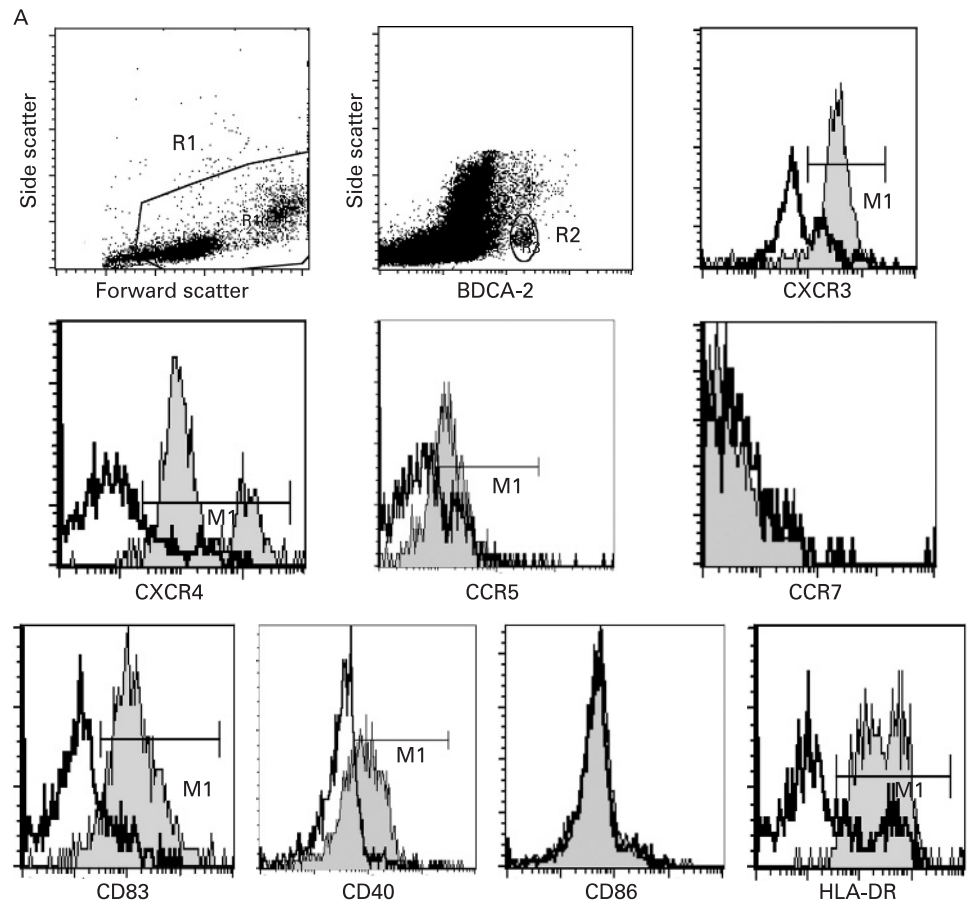 A
Side scatter
R1
R1
Forward scatter
Side scatter
R2
BDCA-2
M1
CXCR3
M1
CXCR4
M1
CCR5
CCR7
M1
CD83
M1
CD40
CD86
M1
HLA-DR